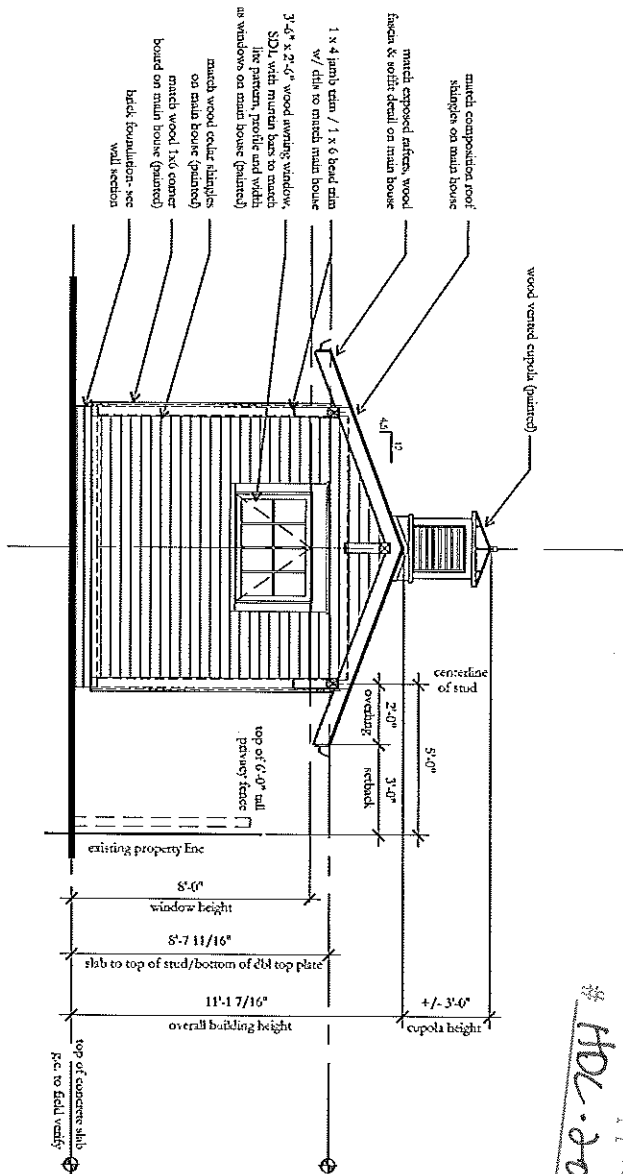 wood vented cupola (painted)
match composition roof
shingles on main house
match exposed rafters, wood
fascia & soffit detail on main house
1 x 4 jamb trim / 1 x 6 head trim
w/ dtls to match main house
3'-6" x 2'-6" wood awning window,
SDL with muntin bars to match
lite pattern, profile and width
as windows on main house (painted)
match wood cedar shingles
on main house (painted)
match wood 1x6 corner
board on main house (painted)
brick foundation- see
wall section
12
4.5
centerline
of stud
2'-0"
overhng
3'-0"
setback
5'-0"
top of 6'-0" tall
privacy fence
existing property line
8'-0"
window height
8'-7 11/16"
slab to top of stud/bottom of dbl top plate
11'-1 7/16"
overall building height
+/- 3'-0"
cupola height
top of concrete slab
g.c. to field verify
# HDC.20